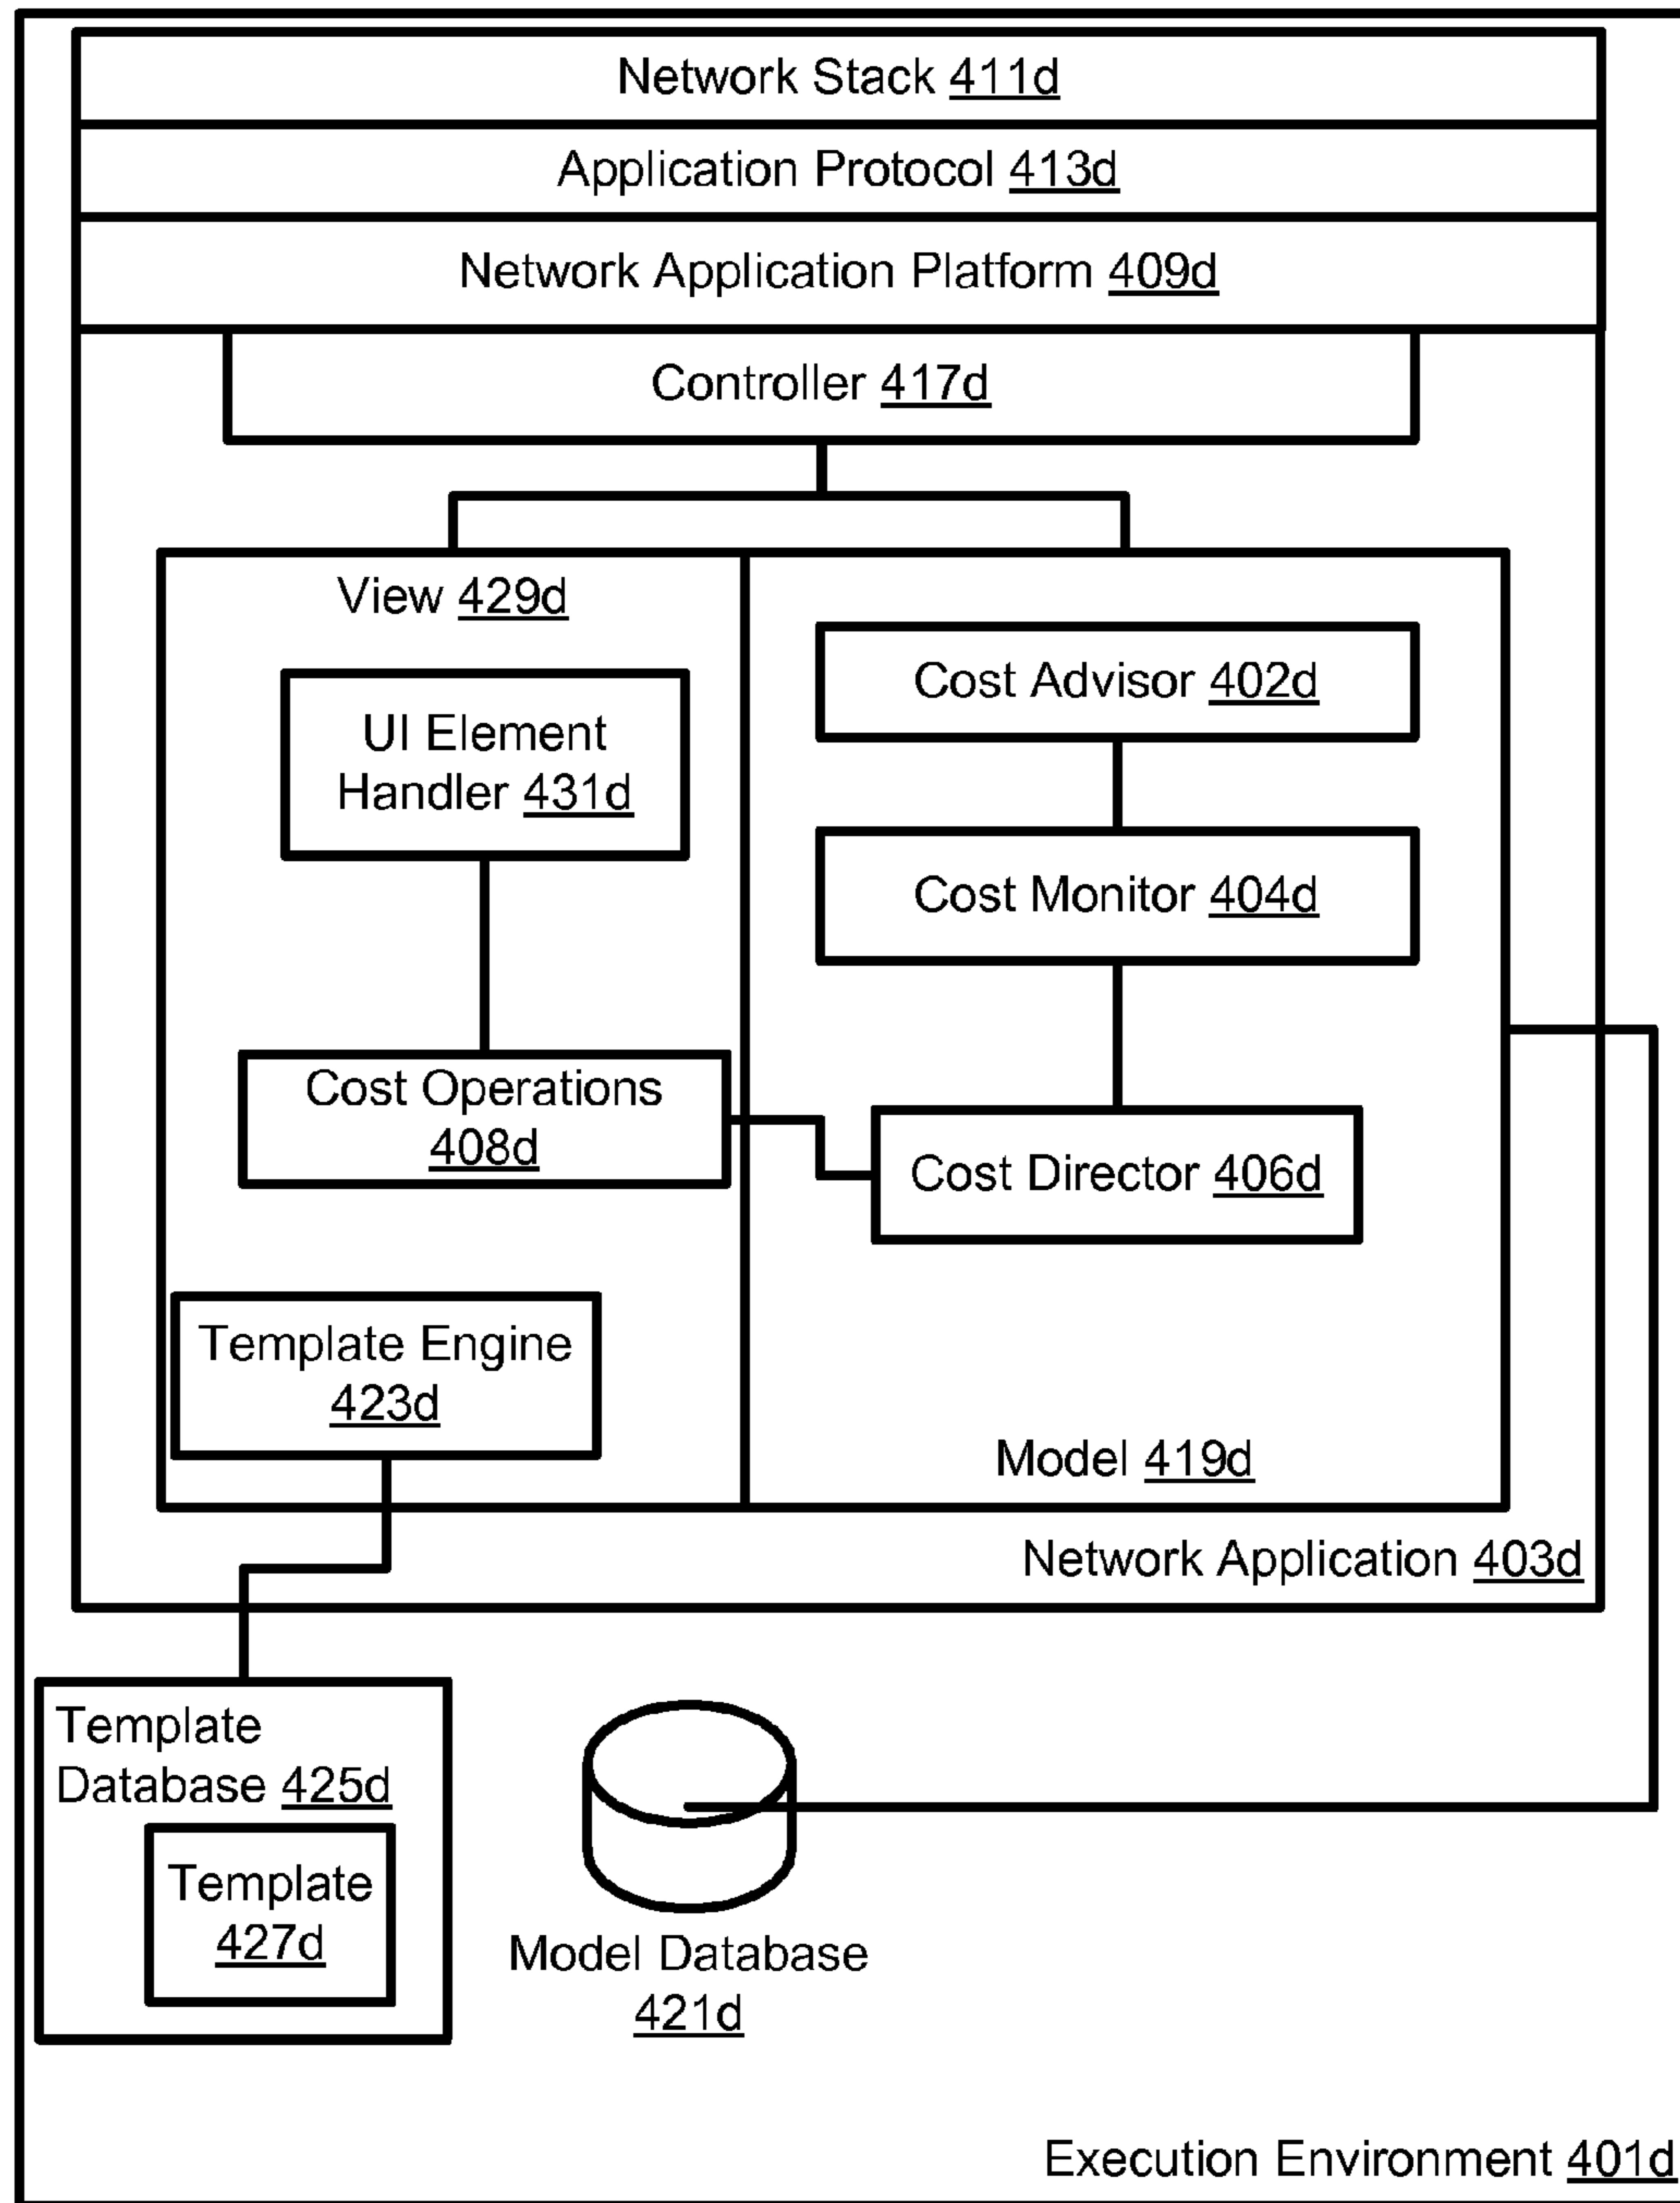 Network Stack 411d
Application Protocol 413d
Network Application Platform 409d
Controller 417d
View 429d
UI Element
Handler 431d
Cost Operations
408d
Template Engine
423d
Cost Advisor 402d
Cost Monitor 404d
Cost Director 406d
Model 419d
Network Application 403d
Template
Database 425d
Template
427d
Model Database
421d
Execution Environment 401d